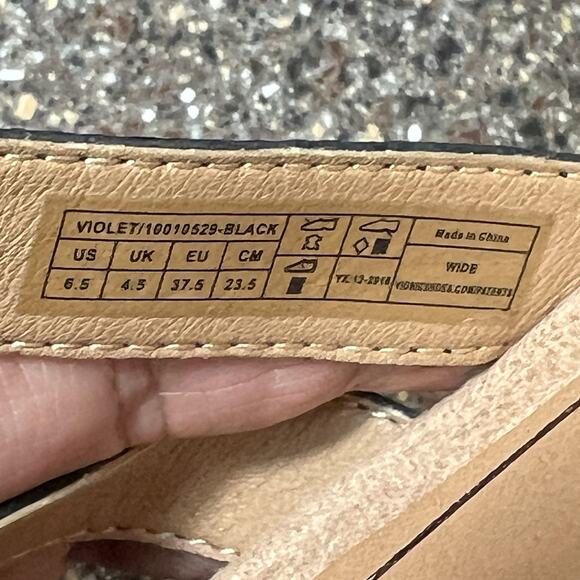 VIOLET/10010529-BLACK
US UK EU CM
6.5 4.5 37.5 23.5
Made in China
WIDE